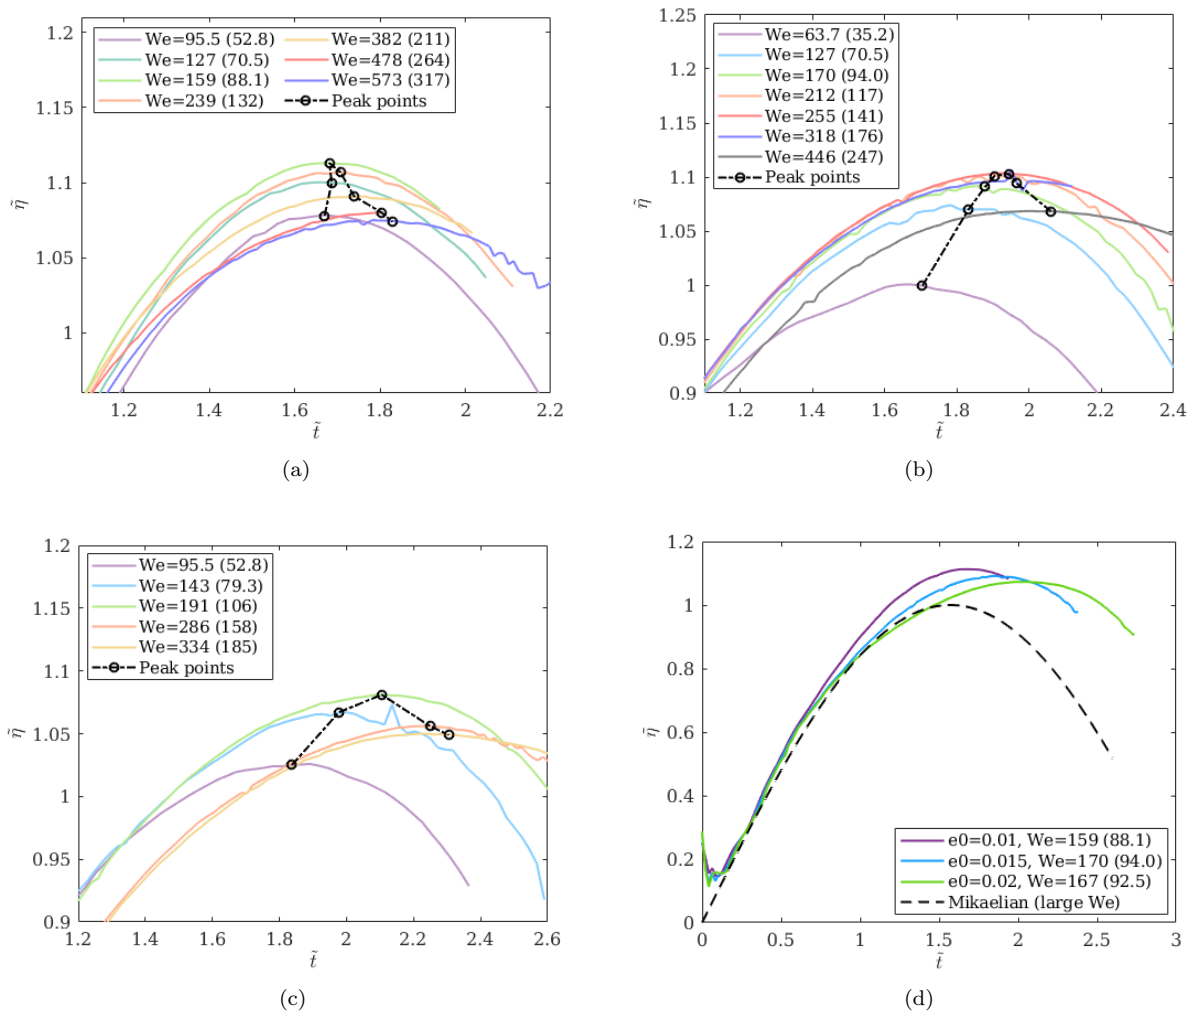 1.2
1.15
1.1
1.05
1
η̃
We=95.5 (52.8)
We=127 (70.5)
We=159 (88.1)
We=239 (132)
We=382 (211)
We=478 (264)
We=573 (317)
Peak points
1.2 1.4 1.6 1.8 2 2.2
t̃
(a)
1.25
1.2
1.15
1.1
1.05
1
0.95
0.9
η̃
We=63.7 (35.2)
We=127 (70.5)
We=170 (94.0)
We=212 (117)
We=255 (141)
We=318 (176)
We=446 (247)
Peak points
1.2 1.4 1.6 1.8 2 2.2 2.4
t̃
(b)
1.2
1.15
1.1
1.05
1
0.95
0.9
η̃
We=95.5 (52.8)
We=143 (79.3)
We=191 (106)
We=286 (158)
We=334 (185)
Peak points
1.2 1.4 1.6 1.8 2 2.2 2.4 2.6
t̃
(c)
1.2
1
0.8
0.6
0.4
0.2
0
η̃
e0=0.01, We=159 (88.1)
e0=0.015, We=170 (94.0)
e0=0.02, We=167 (92.5)
Mikaelian (large We)
0 0.5 1 1.5 2 2.5 3
t̃
(d)